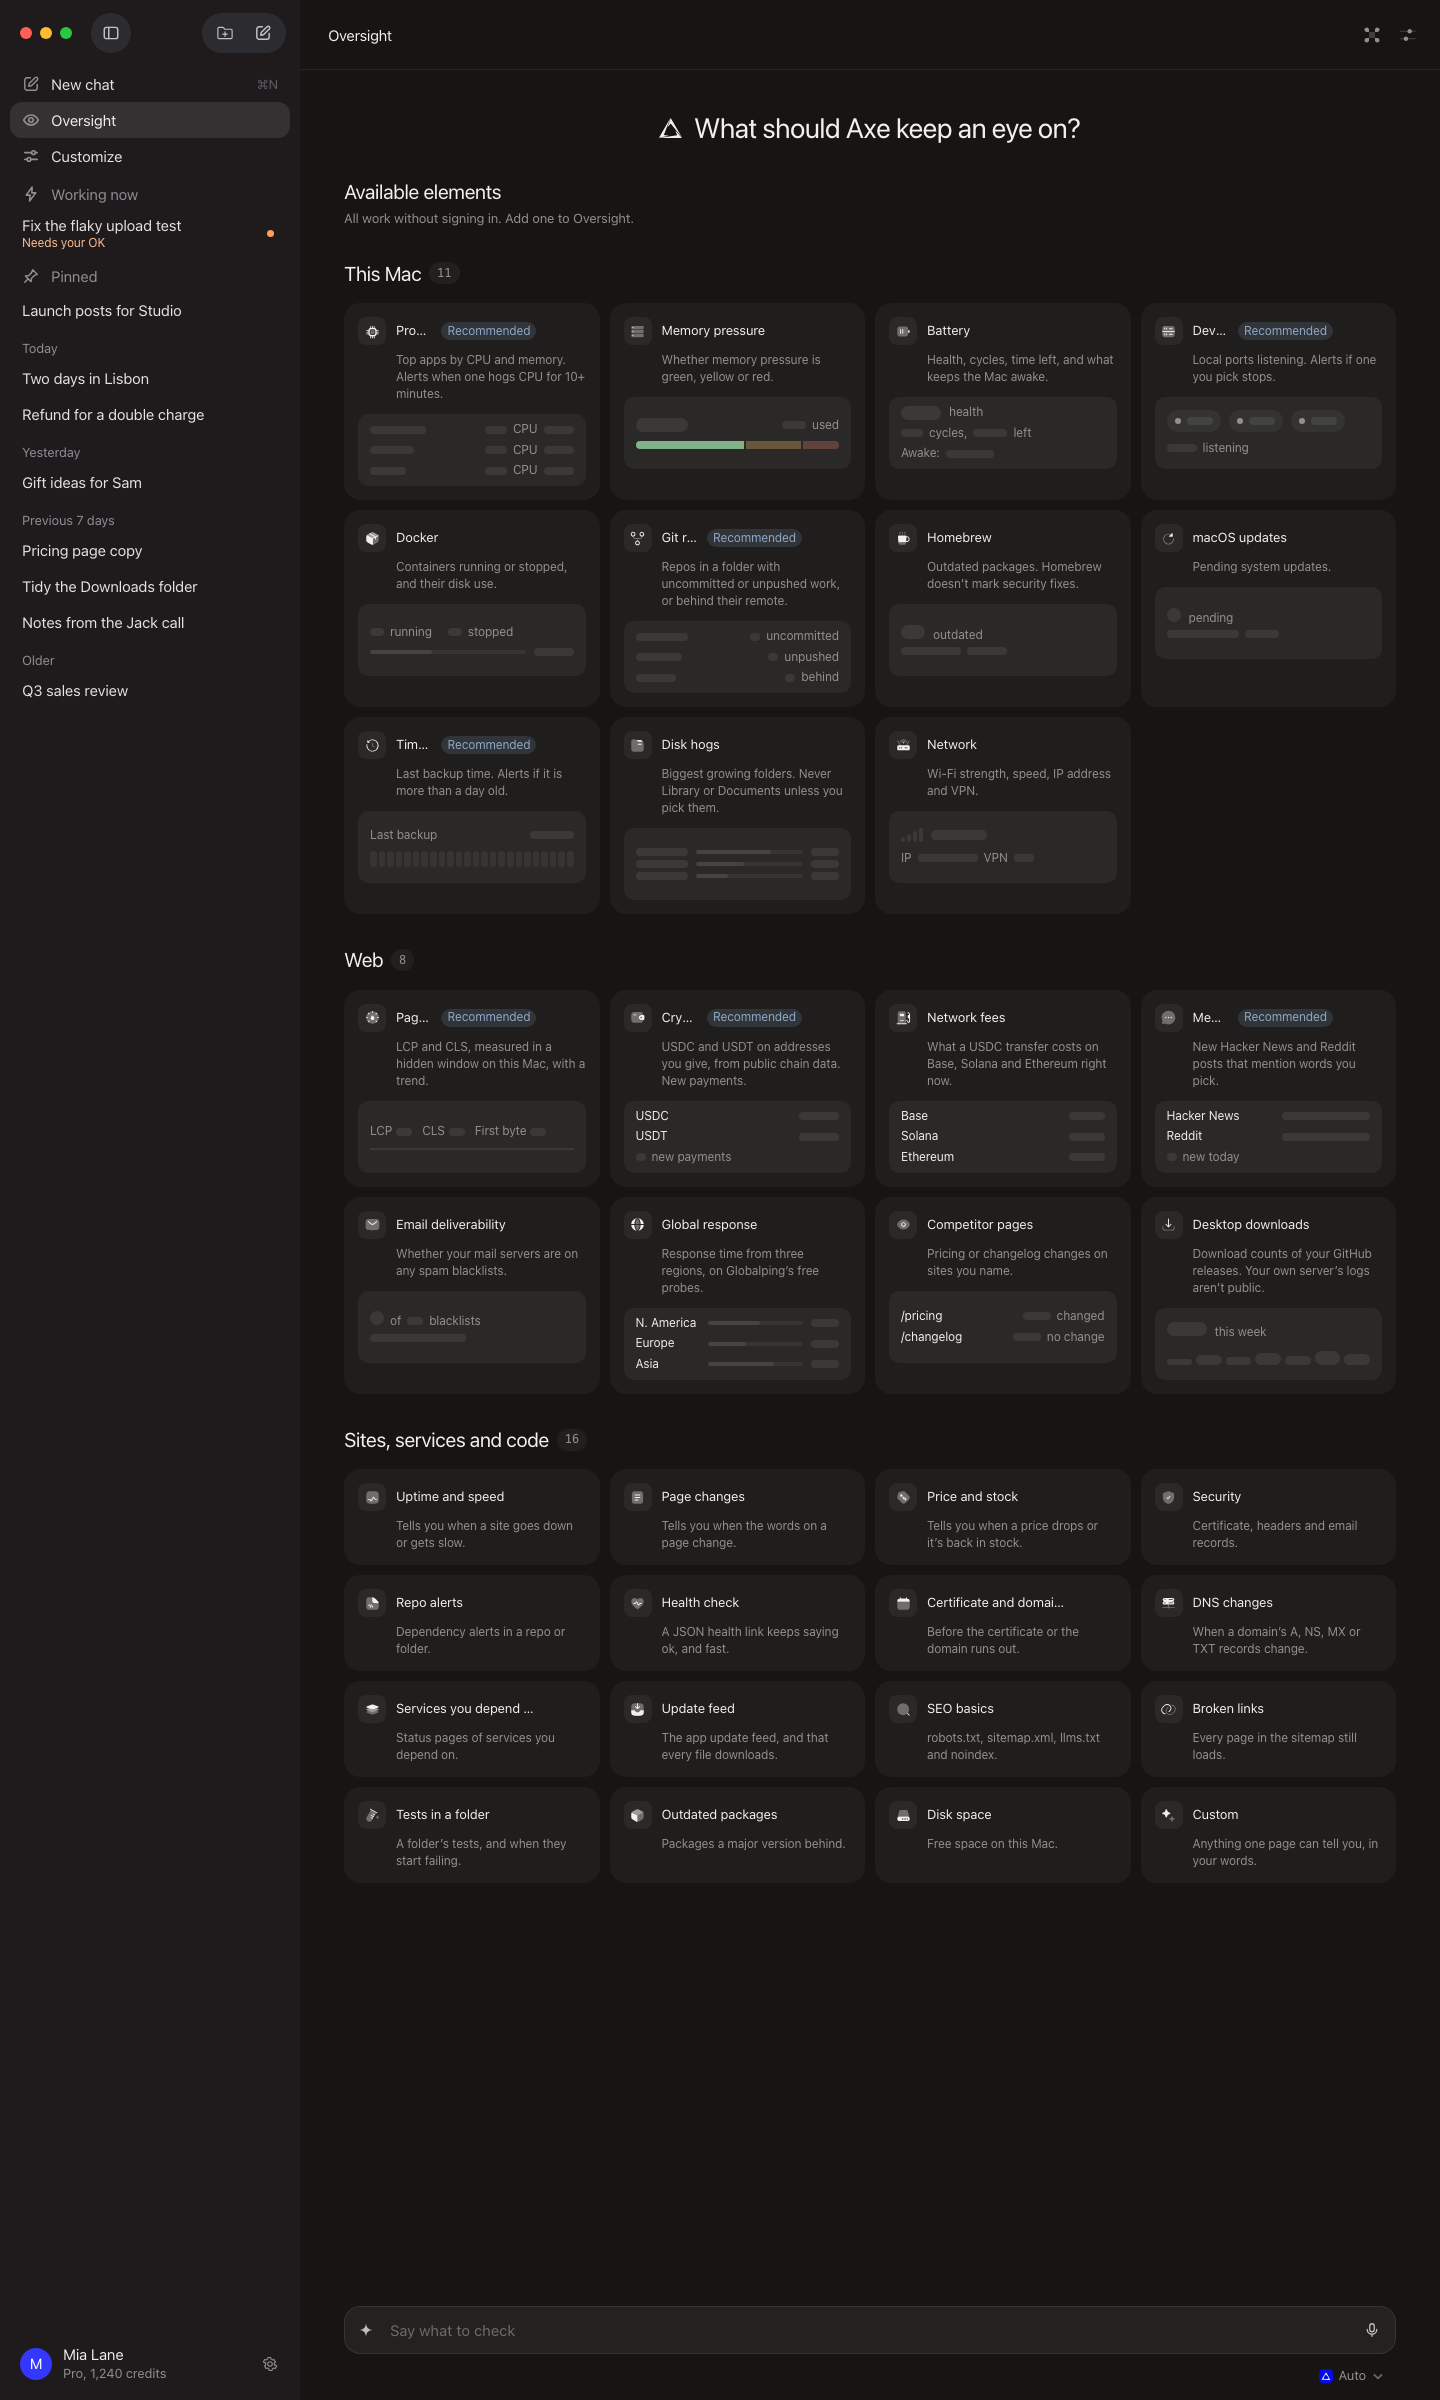 New chat
⌘N
Oversight
Customize
Working now
Fix the flaky upload test
Needs your OK
Pinned
Launch posts for Studio
Today
Two days in Lisbon
Refund for a double charge
Yesterday
Gift ideas for Sam
Previous 7 days
Pricing page copy
Tidy the Downloads folder
Notes from the Jack call
Older
Q3 sales review
M
Mia Lane
Pro, 1,240 credits
Oversight
What should Axe keep an eye on?
Available elements
All work without signing in. Add one to Oversight.
This Mac 11
Pro... Recommended
Top apps by CPU and memory.
Alerts when one hogs CPU for 10+
minutes.
CPU
CPU
CPU
Memory pressure
Whether memory pressure is
green, yellow or red.
used
Battery
Health, cycles, time left, and what
keeps the Mac awake.
health
cycles, left
Awake:
Dev... Recommended
Local ports listening. Alerts if one
you pick stops.
listening
Docker
Containers running or stopped,
and their disk use.
running stopped
Git r... Recommended
Repos in a folder with
uncommitted or unpushed work,
or behind their remote.
uncommitted
unpushed
behind
Homebrew
Outdated packages. Homebrew
doesn't mark security fixes.
outdated
macOS updates
Pending system updates.
pending
Tim... Recommended
Last backup time. Alerts if it is
more than a day old.
Last backup
Disk hogs
Biggest growing folders. Never
Library or Documents unless you
pick them.
Network
Wi-Fi strength, speed, IP address
and VPN.
IP VPN
Web 8
Pag... Recommended
LCP and CLS, measured in a
hidden window on this Mac, with a
trend.
LCP CLS First byte
Cry... Recommended
USDC and USDT on addresses
you give, from public chain data.
New payments.
USDC
USDT
new payments
Network fees
What a USDC transfer costs on
Base, Solana and Ethereum right
now.
Base
Solana
Ethereum
Me... Recommended
New Hacker News and Reddit
posts that mention words you
pick.
Hacker News
Reddit
new today
Email deliverability
Whether your mail servers are on
any spam blacklists.
of blacklists
Global response
Response time from three
regions, on Globalping's free
probes.
N. America
Europe
Asia
Competitor pages
Pricing or changelog changes on
sites you name.
/pricing changed
/changelog no change
Desktop downloads
Download counts of your GitHub
releases. Your own server's logs
aren't public.
this week
Sites, services and code 16
Uptime and speed
Tells you when a site goes down
or gets slow.
Page changes
Tells you when the words on a
page change.
Price and stock
Tells you when a price drops or
it's back in stock.
Security
Certificate, headers and email
records.
Repo alerts
Dependency alerts in a repo or
folder.
Health check
A JSON health link keeps saying
ok, and fast.
Certificate and domai...
Before the certificate or the
domain runs out.
DNS changes
When a domain's A, NS, MX or
TXT records change.
Services you depend ...
Status pages of services you
depend on.
Update feed
The app update feed, and that
every file downloads.
SEO basics
robots.txt, sitemap.xml, llms.txt
and noindex.
Broken links
Every page in the sitemap still
loads.
Tests in a folder
A folder's tests, and when they
start failing.
Outdated packages
Packages a major version behind.
Disk space
Free space on this Mac.
Custom
Anything one page can tell you, in
your words.
Say what to check
Auto